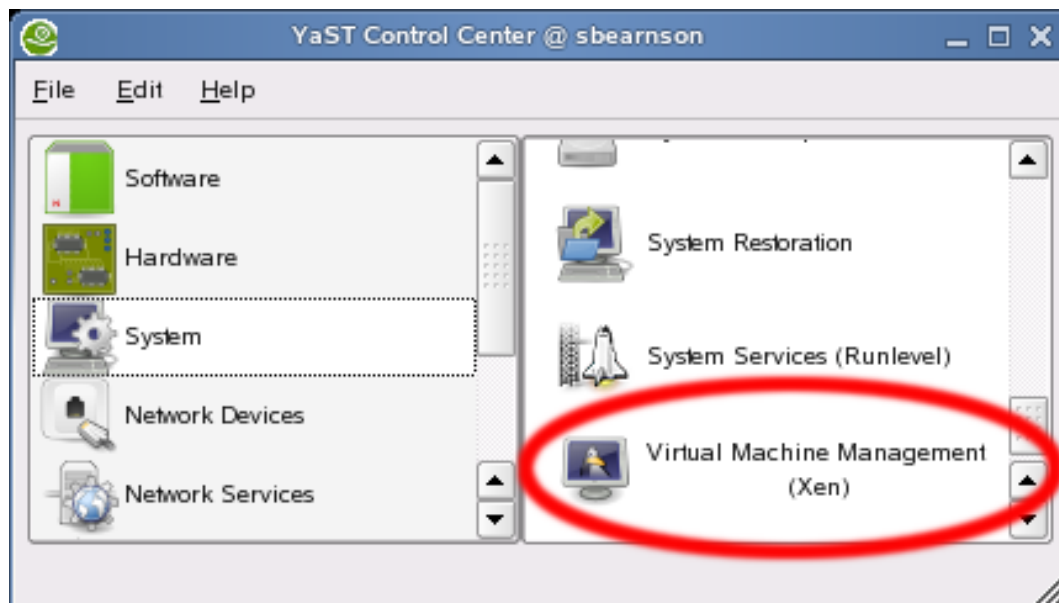 YaST Control Center @ sbearnson
File Edit Help
Software
Hardware
System
Network Devices
Network Services
System Restoration
System Services (Runlevel)
Virtual Machine Management
(Xen)